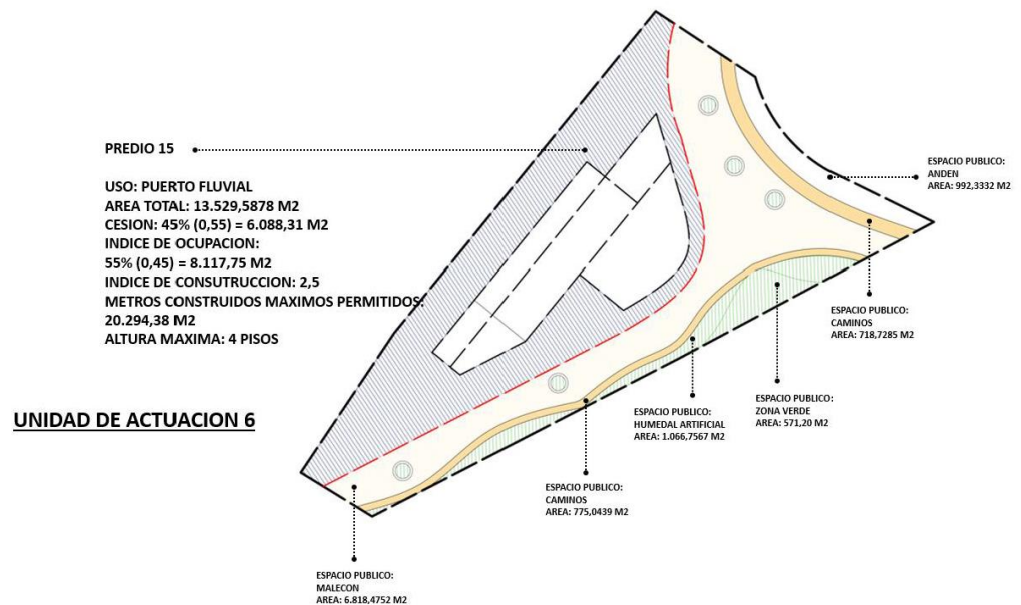 PREDIO 15
USO: PUERTO FLUVIAL
AREA TOTAL: 13.529,5878 M2
CESION: 45% (0,55) = 6.088,31 M2
INDICE DE OCUPACION:
55% (0,45) = 8.117,75 M2
INDICE DE CONSUTRUCCION: 2,5
METROS CONSTRUIDOS MAXIMOS PERMITIDOS:
20.294,38 M2
ALTURA MAXIMA: 4 PISOS
UNIDAD DE ACTUACION 6
ESPACIO PUBLICO:
ANDEN
AREA: 992,3332 M2
ESPACIO PUBLICO:
CAMINOS
AREA: 718,7285 M2
ESPACIO PUBLICO:
ZONA VERDE
AREA: 571,20 M2
ESPACIO PUBLICO:
HUMEDAL ARTIFICIAL
AREA: 1.066,7567 M2
ESPACIO PUBLICO:
CAMINOS
AREA: 775,0439 M2
ESPACIO PUBLICO:
MALECON
AREA: 6.818,4752 M2